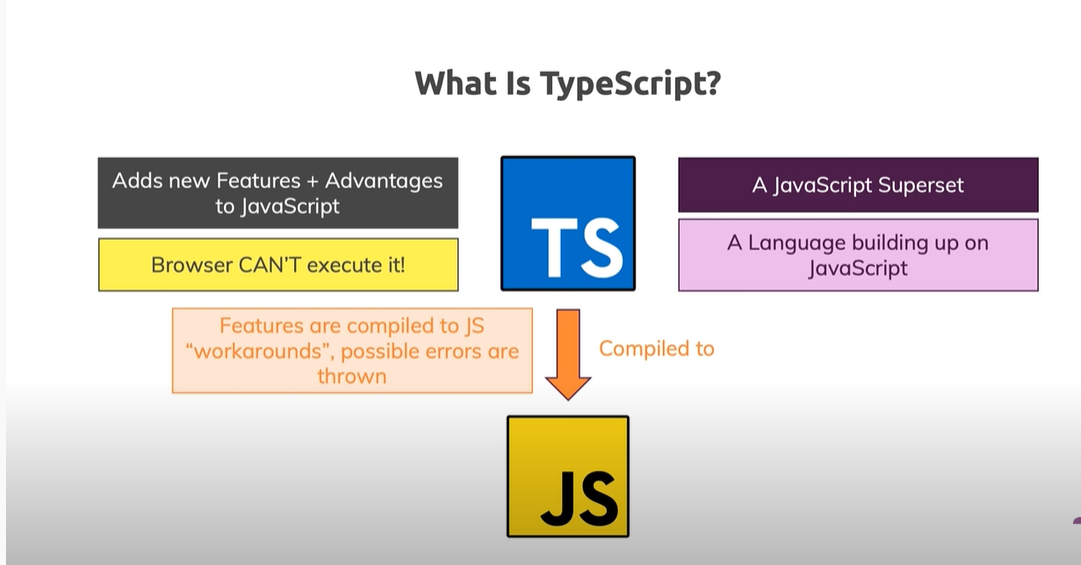 What Is TypeScript?
Adds new Features + Advantages
to JavaScript
Browser CAN'T execute it!
TS
A JavaScript Superset
A Language building up on
JavaScript
Features are compiled to JS
“workarounds”, possible errors are
thrown
Compiled to
JS